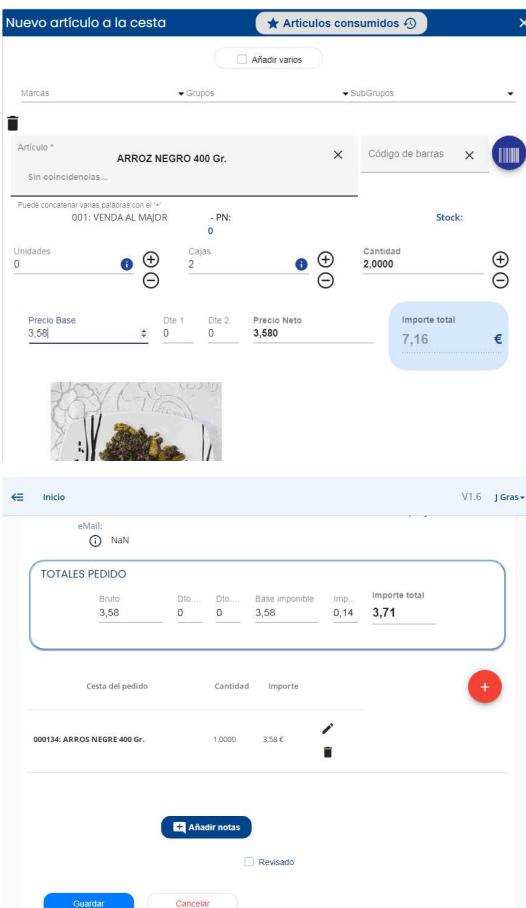 Nuevo artículo a la cesta
★ Articulos consumidos
Añadir varios
Marcas Grupos SubGrupos
Artículo *
ARROZ NEGRO 400 Gr.
Código de barras
Sin coincidencias...
Puede concatenar varias palabras con el '+'
001: VENDA AL MAJOR - PN: Stock:
0
Unidades Cajas Cantidad
0 2 2,0000
Precio Base Dte 1 Dte 2 Precio Neto Importe total
3,58 0 0 3,580 7,16 €
Inicio V1.6 J Gras
eMail:
NaN
TOTALES PEDIDO
Bruto Dto.... Dto.... Base imponible Imp... Importe total
3,58 0 0 3,58 0,14 3,71
Cesta del pedido Cantidad Importe
000134: ARROS NEGRE 400 Gr. 1.0000 3,58 €
Añadir notas
Revisado
Guardar Cancelar